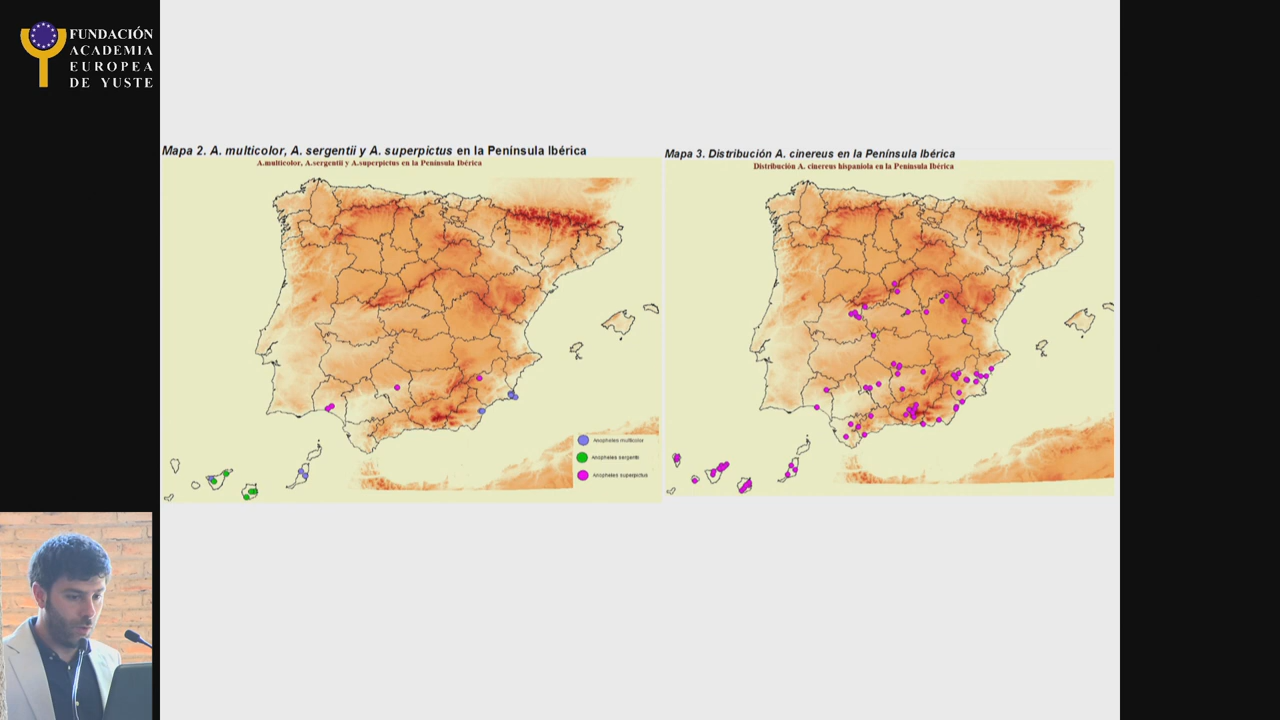 FUNDACIÓN
ACADEMIA
EUROPEA
DE YUSTE
Mapa 2. A. multicolor, A. sergentii y A. superpictus en la Península Ibérica
A.multicolor, A.sergentii y A.superpictus en la Península Ibérica
Anopheles multicolor
Anopheles sergentii
Anopheles superpictus
Mapa 3. Distribución A. cinereus en la Península Ibérica
Distribución A. cinereus hispaniola en la Península Ibérica